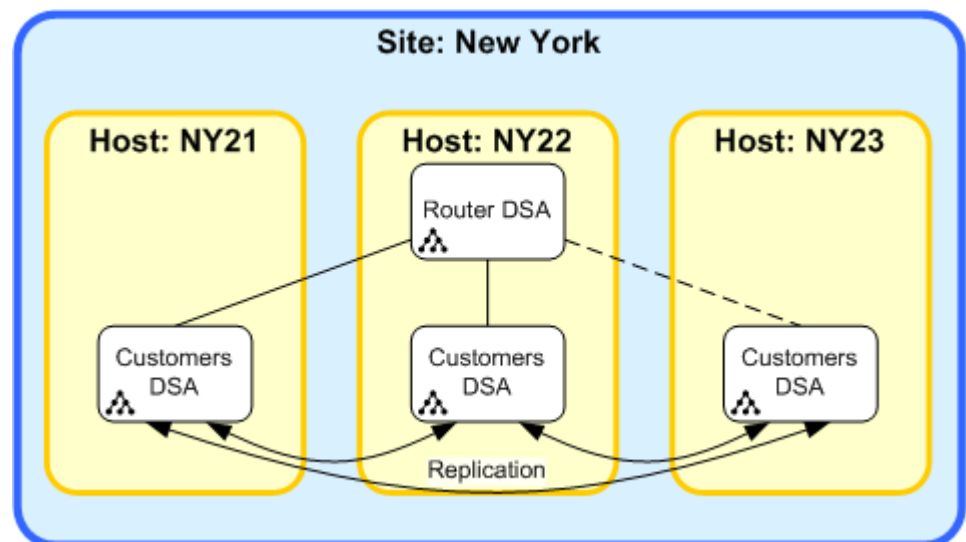 Site: New York
Host: NY21
Host: NY22
Host: NY23
Router DSA
Customers
DSA
Customers
DSA
Customers
DSA
Replication